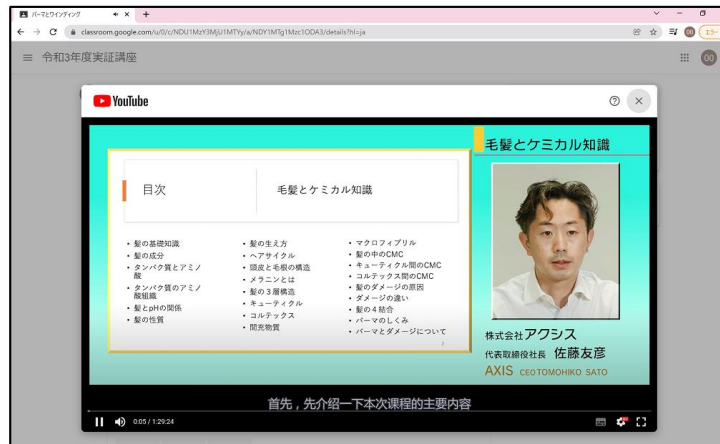 パーマとワインディング
classroom.google.com/u/0/c/NDU1MzY3MjU1MTYy/a/NDY1MTg1Mzc1ODA3/details?hl=ja
令和3年度実証講座
00
00
YouTube
毛髪とケミカル知識
目次
毛髪とケミカル知識
• 髪の基礎知識
• 髪の成分
• タンパク質とアミノ
酸
• タンパク質のアミノ
酸組織
• 髪とpHの関係
• 髪の性質
• 髪の生え方
• ヘアサイクル
• 頭皮と毛根の構造
• メラニンとは
• 髪の3層構造
• キューティクル
• コルテックス
• 間充物質
• マクロフィブリル
• 髪の中のCMC
• キューティクル間のCMC
• コルテックス間のCMC
• 髪のダメージの原因
• ダメージの違い
• 髪の4結合
• パーマのしくみ
• パーマとダメージについて
2
株式会社アクシス
代表取締役社長 佐藤友彦
AXIS CEO TOMOHIKO SATO
首先，先介绍一下本次课程的主要内容
0:05 / 1:29:24